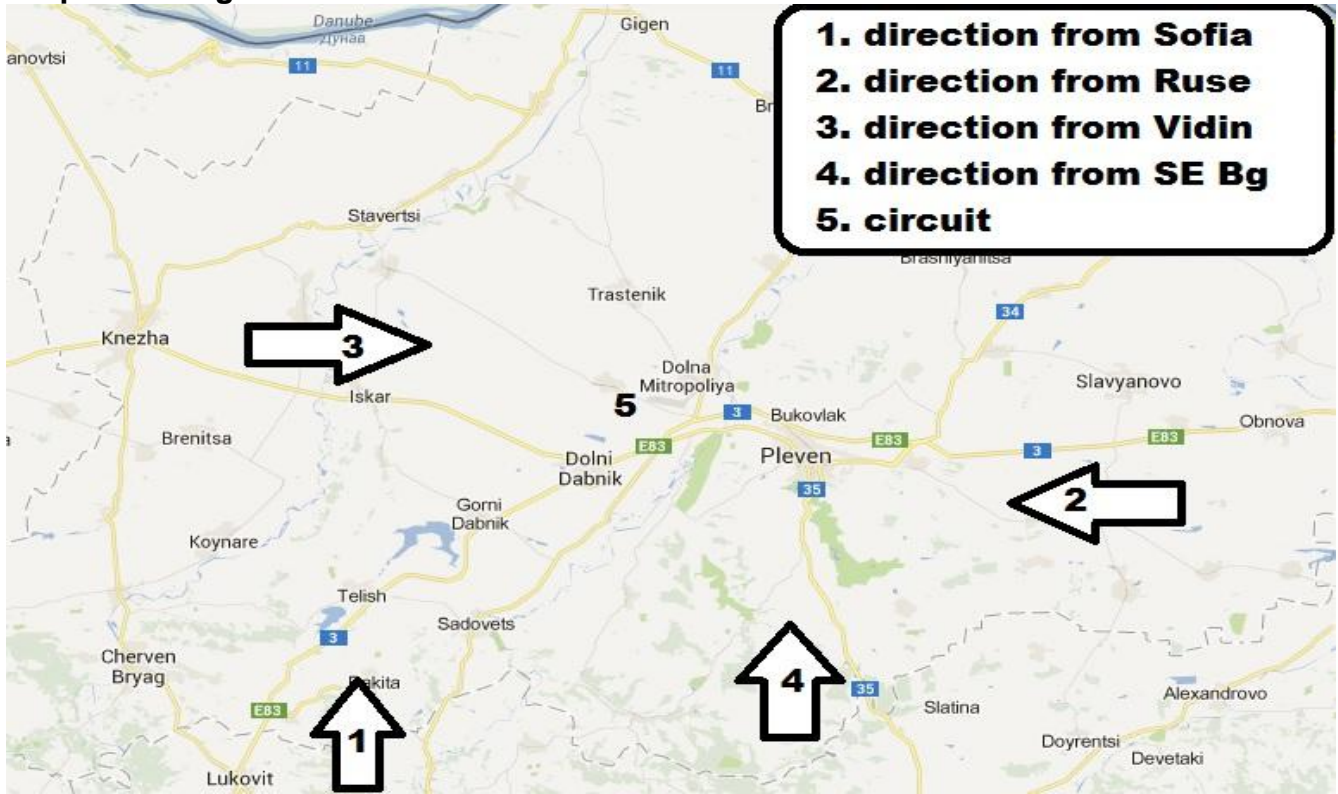 Danube
Дунав
Gigen
anovtsi
11
11
Br
1. direction from Sofia
2. direction from Ruse
3. direction from Vidin
4. direction from SE Bg
5. circuit
Stavertsi
Brashlyanitsa
Trastenik
34
Knezha
3
Dolna
Mitropoliya
Slavyanovo
Iskar
5
3
Bukovlak
Obnova
Brenitsa
E83
E83
3
E83
Dolni
Dabnik
Pleven
35
2
Gorni
Dabnik
Koynare
Telish
Sadovets
3
Cherven
Bryag
4
35
Alexandrovo
E83
Slatina
1
Doyrentsi
Devetaki
Lukovit